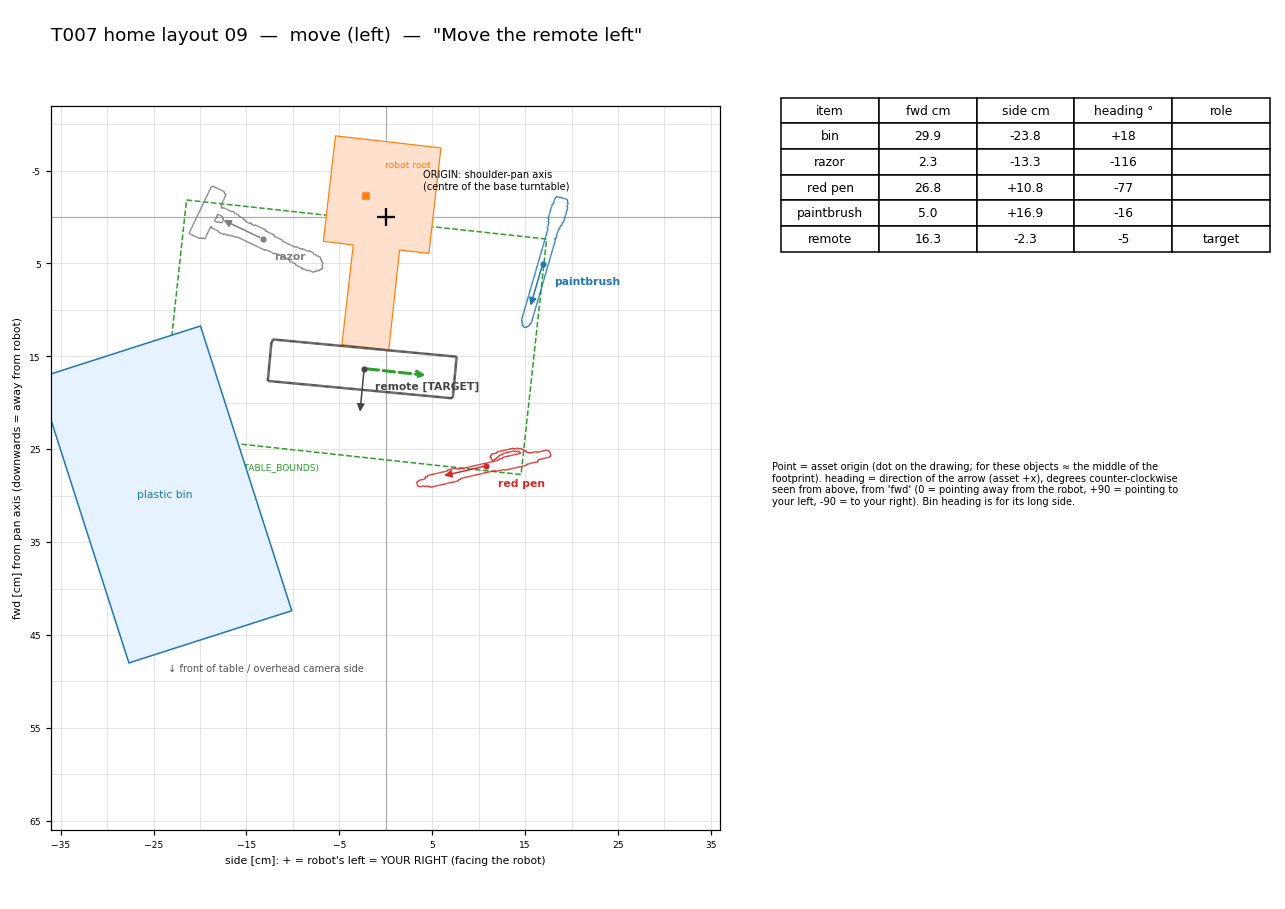 T007 home layout 09 — move (left) — "Move the remote left"
item fwd cm side cm heading ° role
bin 29.9 -23.8 +18
razor 2.3 -13.3 -116
red pen 26.8 +10.8 -77
paintbrush 5.0 +16.9 -16
remote 16.3 -2.3 -5 target
robot root
ORIGIN: shoulder-pan axis
(centre of the base turntable)
razor
paintbrush
remote [TARGET]
TABLE_BOUNDS)
red pen
plastic bin
↓ front of table / overhead camera side
-5
5
15
25
35
45
55
65
−35 −25 −15 −5 5 15 25 35
fwd [cm] from pan axis (downwards = away from robot)
side [cm]: + = robot's left = YOUR RIGHT (facing the robot)
Point = asset origin (dot on the drawing; for these objects ≈ the middle of the
footprint). heading = direction of the arrow (asset +x), degrees counter-clockwise
seen from above, from 'fwd' (0 = pointing away from the robot, +90 = pointing to
your left, -90 = to your right). Bin heading is for its long side.